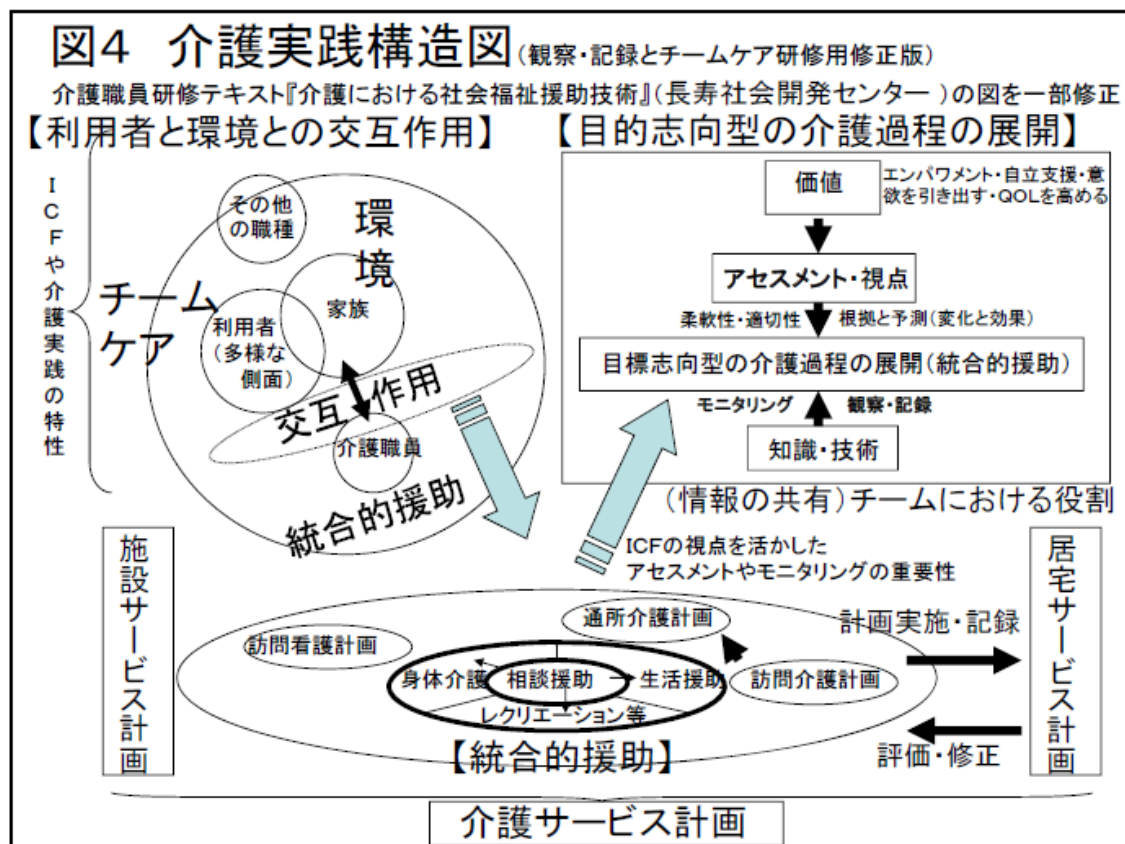 図4 介護実践構造図(観察・記録とチームケア研修用修正版)
介護職員研修テキスト『介護における社会福祉援助技術』(長寿社会開発センター )の図を一部修正
【利用者と環境との交互作用】
ICFや介護実践の特性
その他
の職種
環
境
チーム
ケア
家族
利用者
(多様な
側面)
交互 作用
介護職員
統合的援助
【目的志向型の介護過程の展開】
価値
エンパワメント・自立支援・意
欲を引き出す・QOLを高める
アセスメント・視点
柔軟性・適切性
根拠と予測(変化と効果)
目標志向型の介護過程の展開(統合的援助)
モニタリング
観察・記録
知識・技術
(情報の共有)チームにおける役割
ICFの視点を活かした
アセスメントやモニタリングの重要性
施設サービス計画
訪問看護計画
通所介護計画
身体介護
相談援助
生活援助
訪問介護計画
レクリエーション等
【統合的援助】
計画実施・記録
評価・修正
居宅サービス計画
介護サービス計画